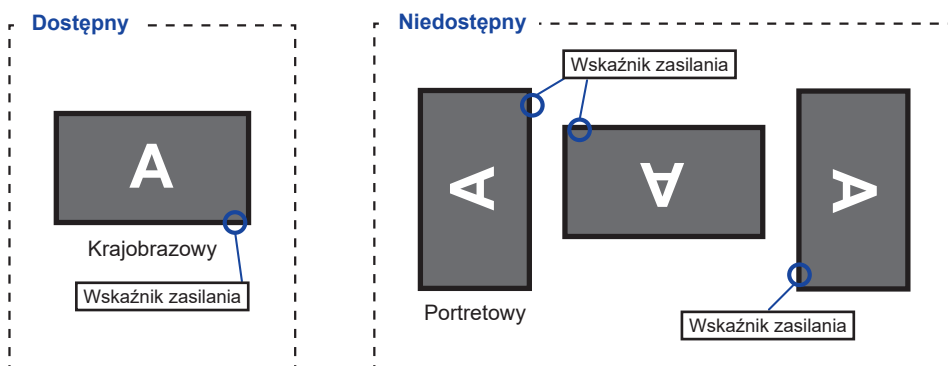 Dostępny
A
Krajobrazowy
Wskaźnik zasilania
Niedostępny
Wskaźnik zasilania
A
A
A
Portretowy
Wskaźnik zasilania